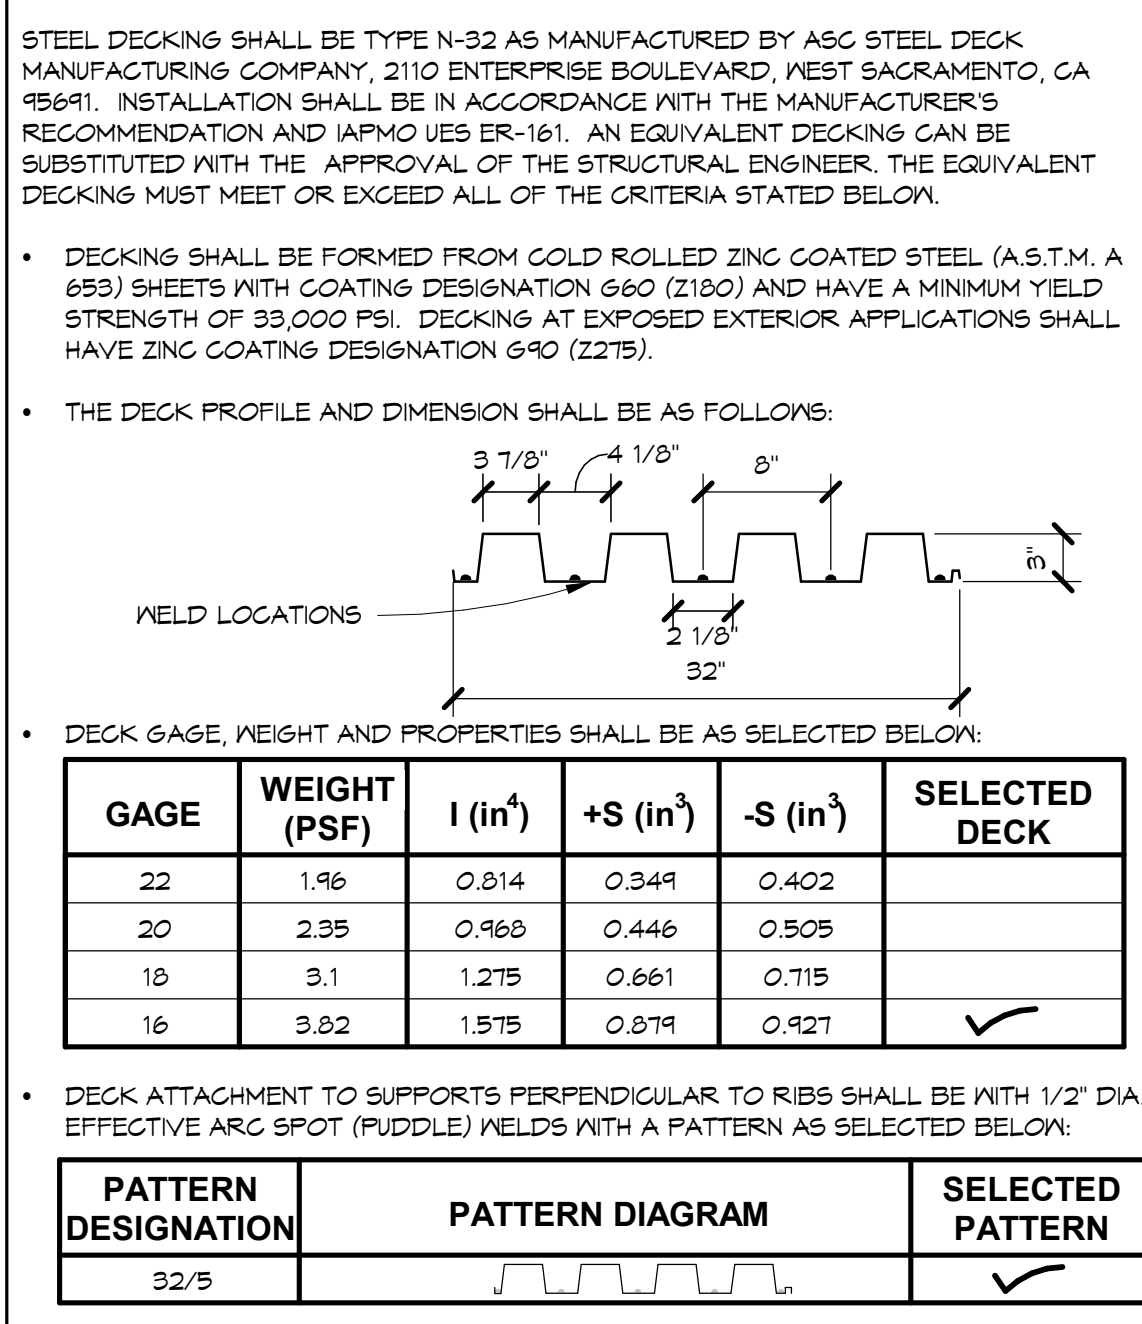 STEEL DECKING SHALL BE TYPE N-32 AS MANUFACTURED BY ASC STEEL DECK
MANUFACTURING COMPANY, 2110 ENTERPRISE BOULEVARD, WEST SACRAMENTO, CA
95691. INSTALLATION SHALL BE IN ACCORDANCE WITH THE MANUFACTURER'S
RECOMMENDATION AND IAPMO UES ER-161. AN EQUIVALENT DECKING CAN BE
SUBSTITUTED WITH THE APPROVAL OF THE STRUCTURAL ENGINEER. THE EQUIVALENT
DECKING MUST MEET OR EXCEED ALL OF THE CRITERIA STATED BELOW.
• DECKING SHALL BE FORMED FROM COLD ROLLED ZINC COATED STEEL (A.S.T.M. A
653) SHEETS WITH COATING DESIGNATION G60 (Z180) AND HAVE A MINIMUM YIELD
STRENGTH OF 33,000 PSI. DECKING AT EXPOSED EXTERIOR APPLICATIONS SHALL
HAVE ZINC COATING DESIGNATION G90 (Z275).
• THE DECK PROFILE AND DIMENSION SHALL BE AS FOLLOWS:
3 7/8" 4 1/8" 8"
3"
WELD LOCATIONS
2 1/8"
32"
• DECK GAGE, WEIGHT AND PROPERTIES SHALL BE AS SELECTED BELOW:
GAGE WEIGHT (PSF) I (in⁴) +S (in³) -S (in³) SELECTED DECK
22 1.96 0.814 0.349 0.402
20 2.35 0.968 0.446 0.505
18 3.1 1.275 0.661 0.715
16 3.82 1.575 0.879 0.927 ✓
• DECK ATTACHMENT TO SUPPORTS PERPENDICULAR TO RIBS SHALL BE WITH 1/2" DIA.
EFFECTIVE ARC SPOT (PUDDLE) WELDS WITH A PATTERN AS SELECTED BELOW:
PATTERN DESIGNATION PATTERN DIAGRAM SELECTED PATTERN
32/5 ✓